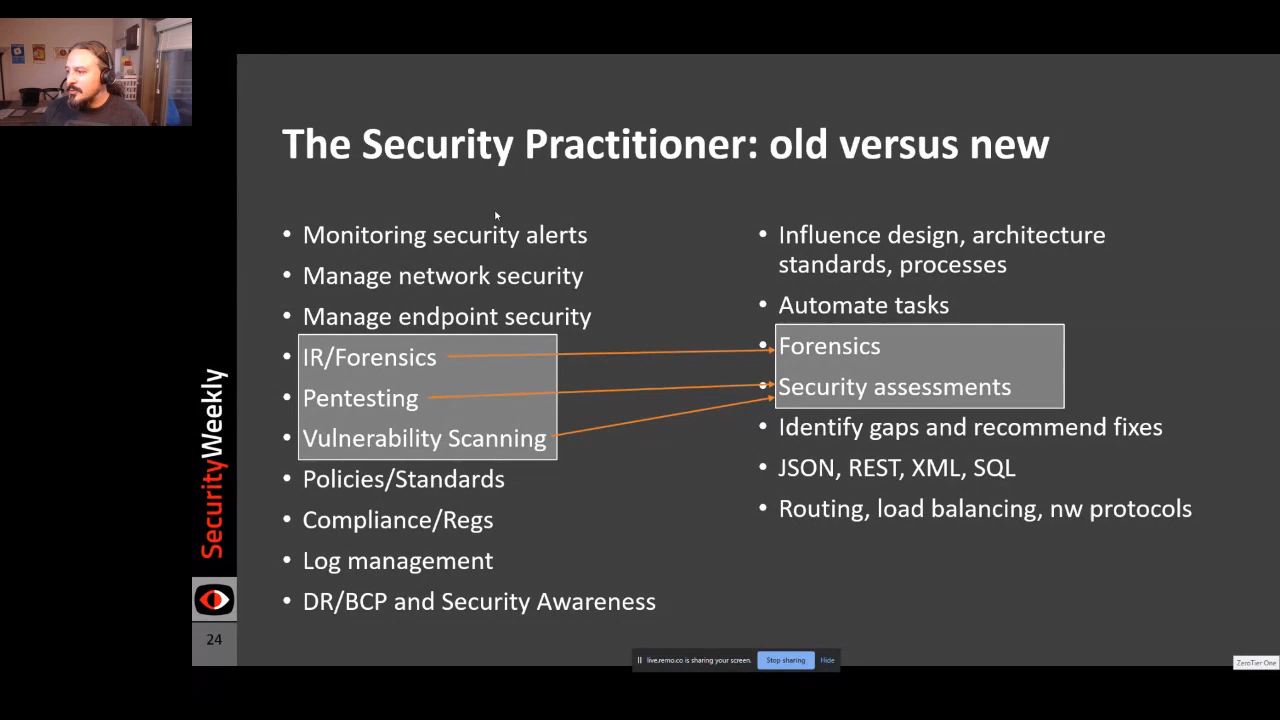 The Security Practitioner: old versus new
• Monitoring security alerts
• Manage network security
• Manage endpoint security
• IR/Forensics
• Pentesting
• Vulnerability Scanning
• Policies/Standards
• Compliance/Regs
• Log management
• DR/BCP and Security Awareness
• Influence design, architecture
standards, processes
• Automate tasks
• Forensics
• Security assessments
• Identify gaps and recommend fixes
• JSON, REST, XML, SQL
• Routing, load balancing, nw protocols
SecurityWeekly
24
live.remo.co is sharing your screen.
Stop sharing
Hide
ZeroTier One